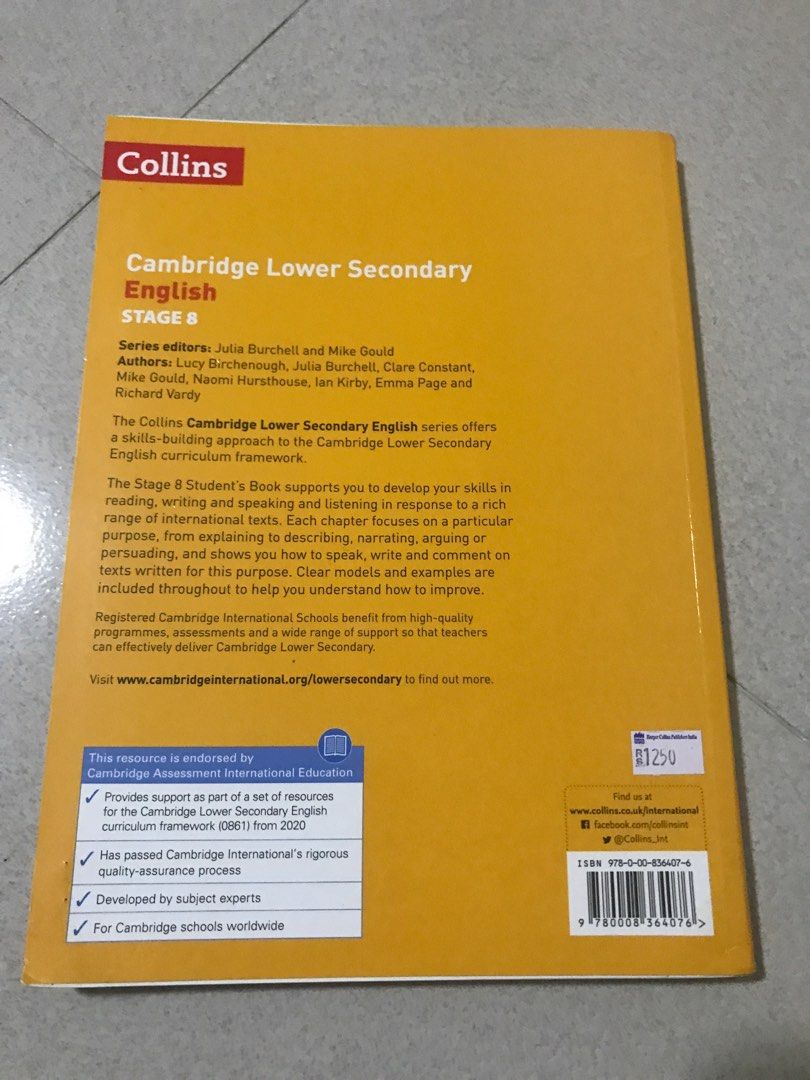 Collins
Cambridge Lower Secondary
English
STAGE 8
Series editors: Julia Burchell and Mike Gould
Authors: Lucy Birchenough, Julia Burchell, Clare Constant,
Mike Gould, Naomi Hursthouse, Ian Kirby, Emma Page and
Richard Vardy
The Collins Cambridge Lower Secondary English series offers
a skills-building approach to the Cambridge Lower Secondary
English curriculum framework.
The Stage 8 Student's Book supports you to develop your skills in
reading, writing and speaking and listening in response to a rich
range of international texts. Each chapter focuses on a particular
purpose, from explaining to describing, narrating, arguing or
persuading, and shows you how to speak, write and comment on
texts written for this purpose. Clear models and examples are
included throughout to help you understand how to improve.
Registered Cambridge International Schools benefit from high-quality
programmes, assessments and a wide range of support so that teachers
can effectively deliver Cambridge Lower Secondary.
Visit www.cambridgeinternational.org/lowersecondary to find out more.
This resource is endorsed by
Cambridge Assessment International Education
✓ Provides support as part of a set of resources
for the Cambridge Lower Secondary English
curriculum framework (0861) from 2020
✓ Has passed Cambridge International's rigorous
quality-assurance process
✓ Developed by subject experts
✓ For Cambridge schools worldwide
Harper Collins Publishers India
RS. 1250
Find us at
www.collins.co.uk/international
facebook.com/collinsint
@Collins_Int
ISBN 978-0-00-836407-6
9 780008 364076 >